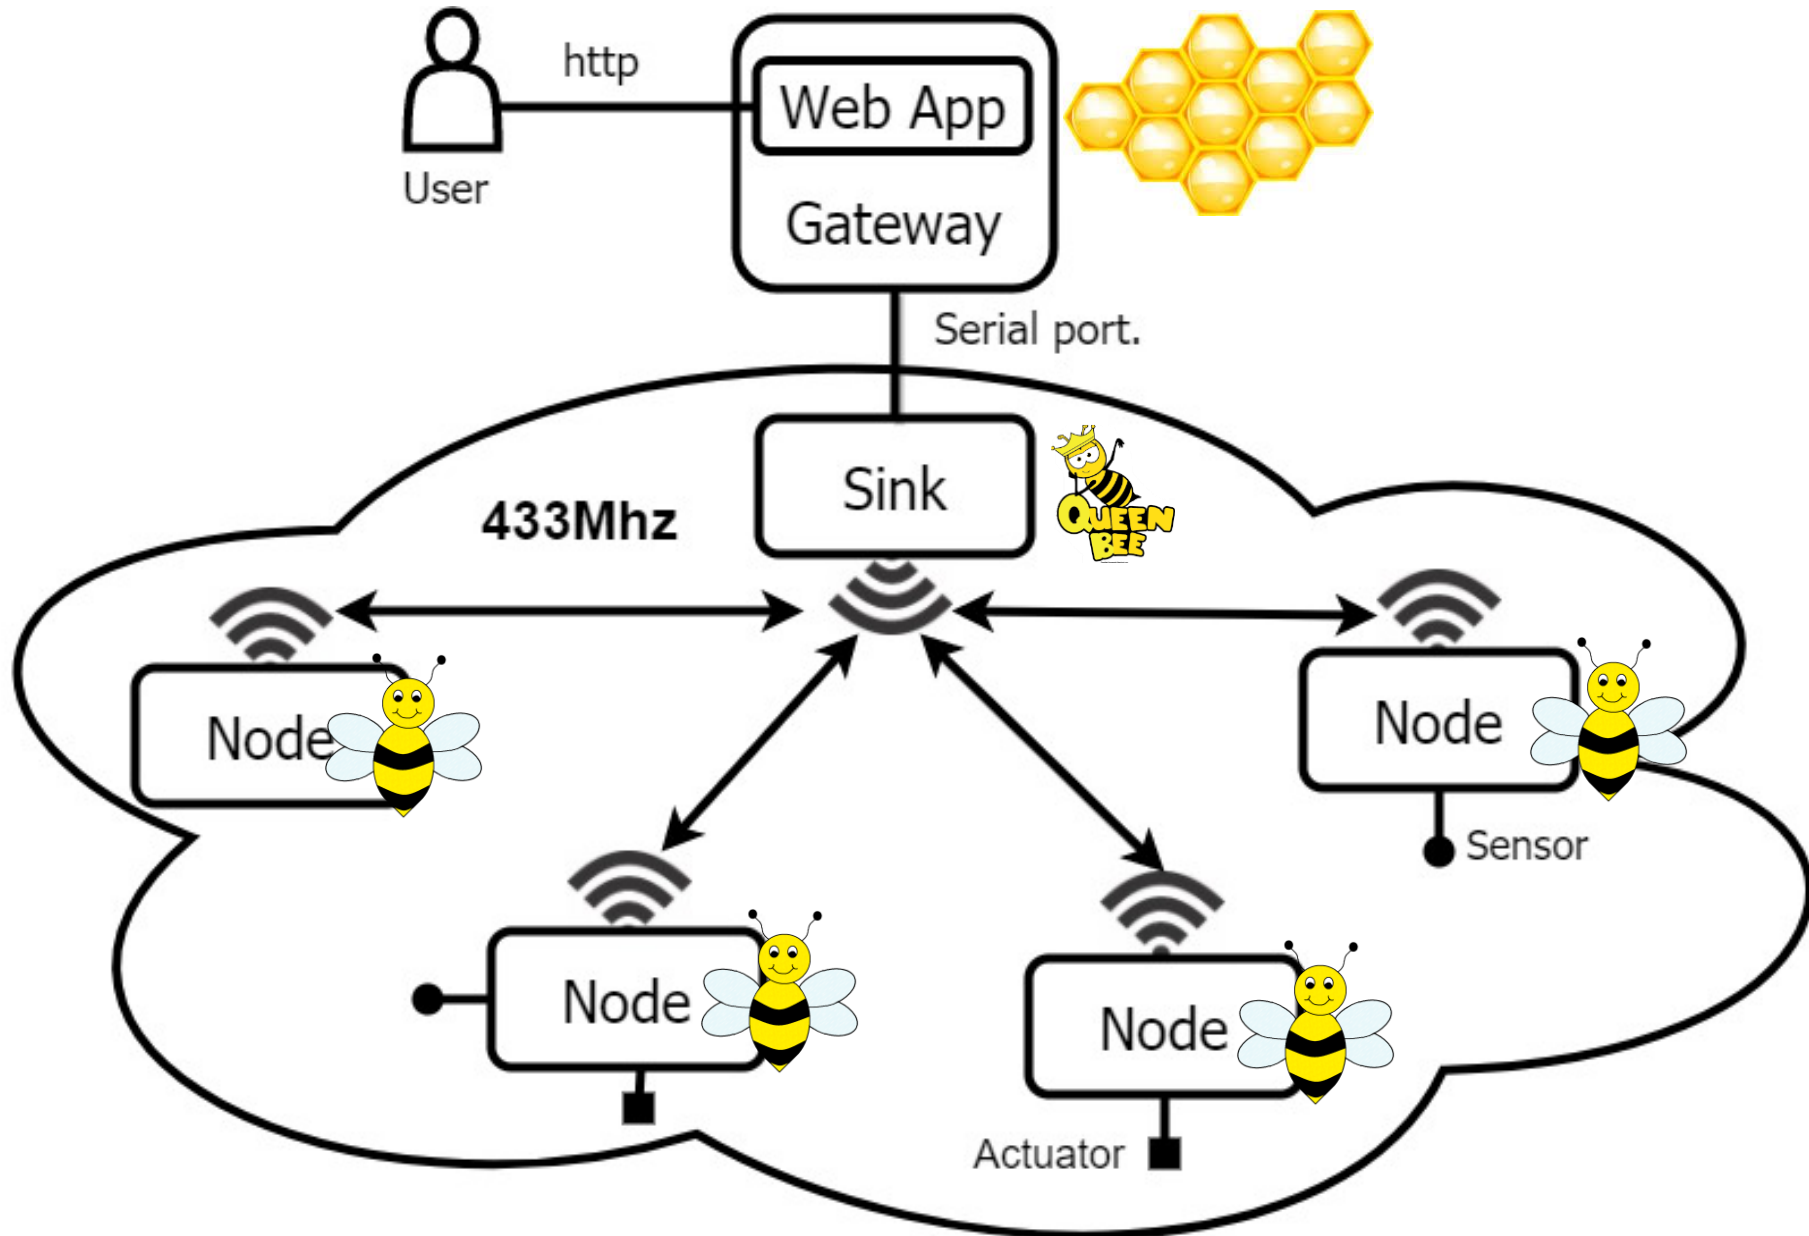 http
Web App
User
Gateway
Serial port.
Sink
433Mhz
QUEEN
BEE
Node
Node
Sensor
Node
Node
Actuator